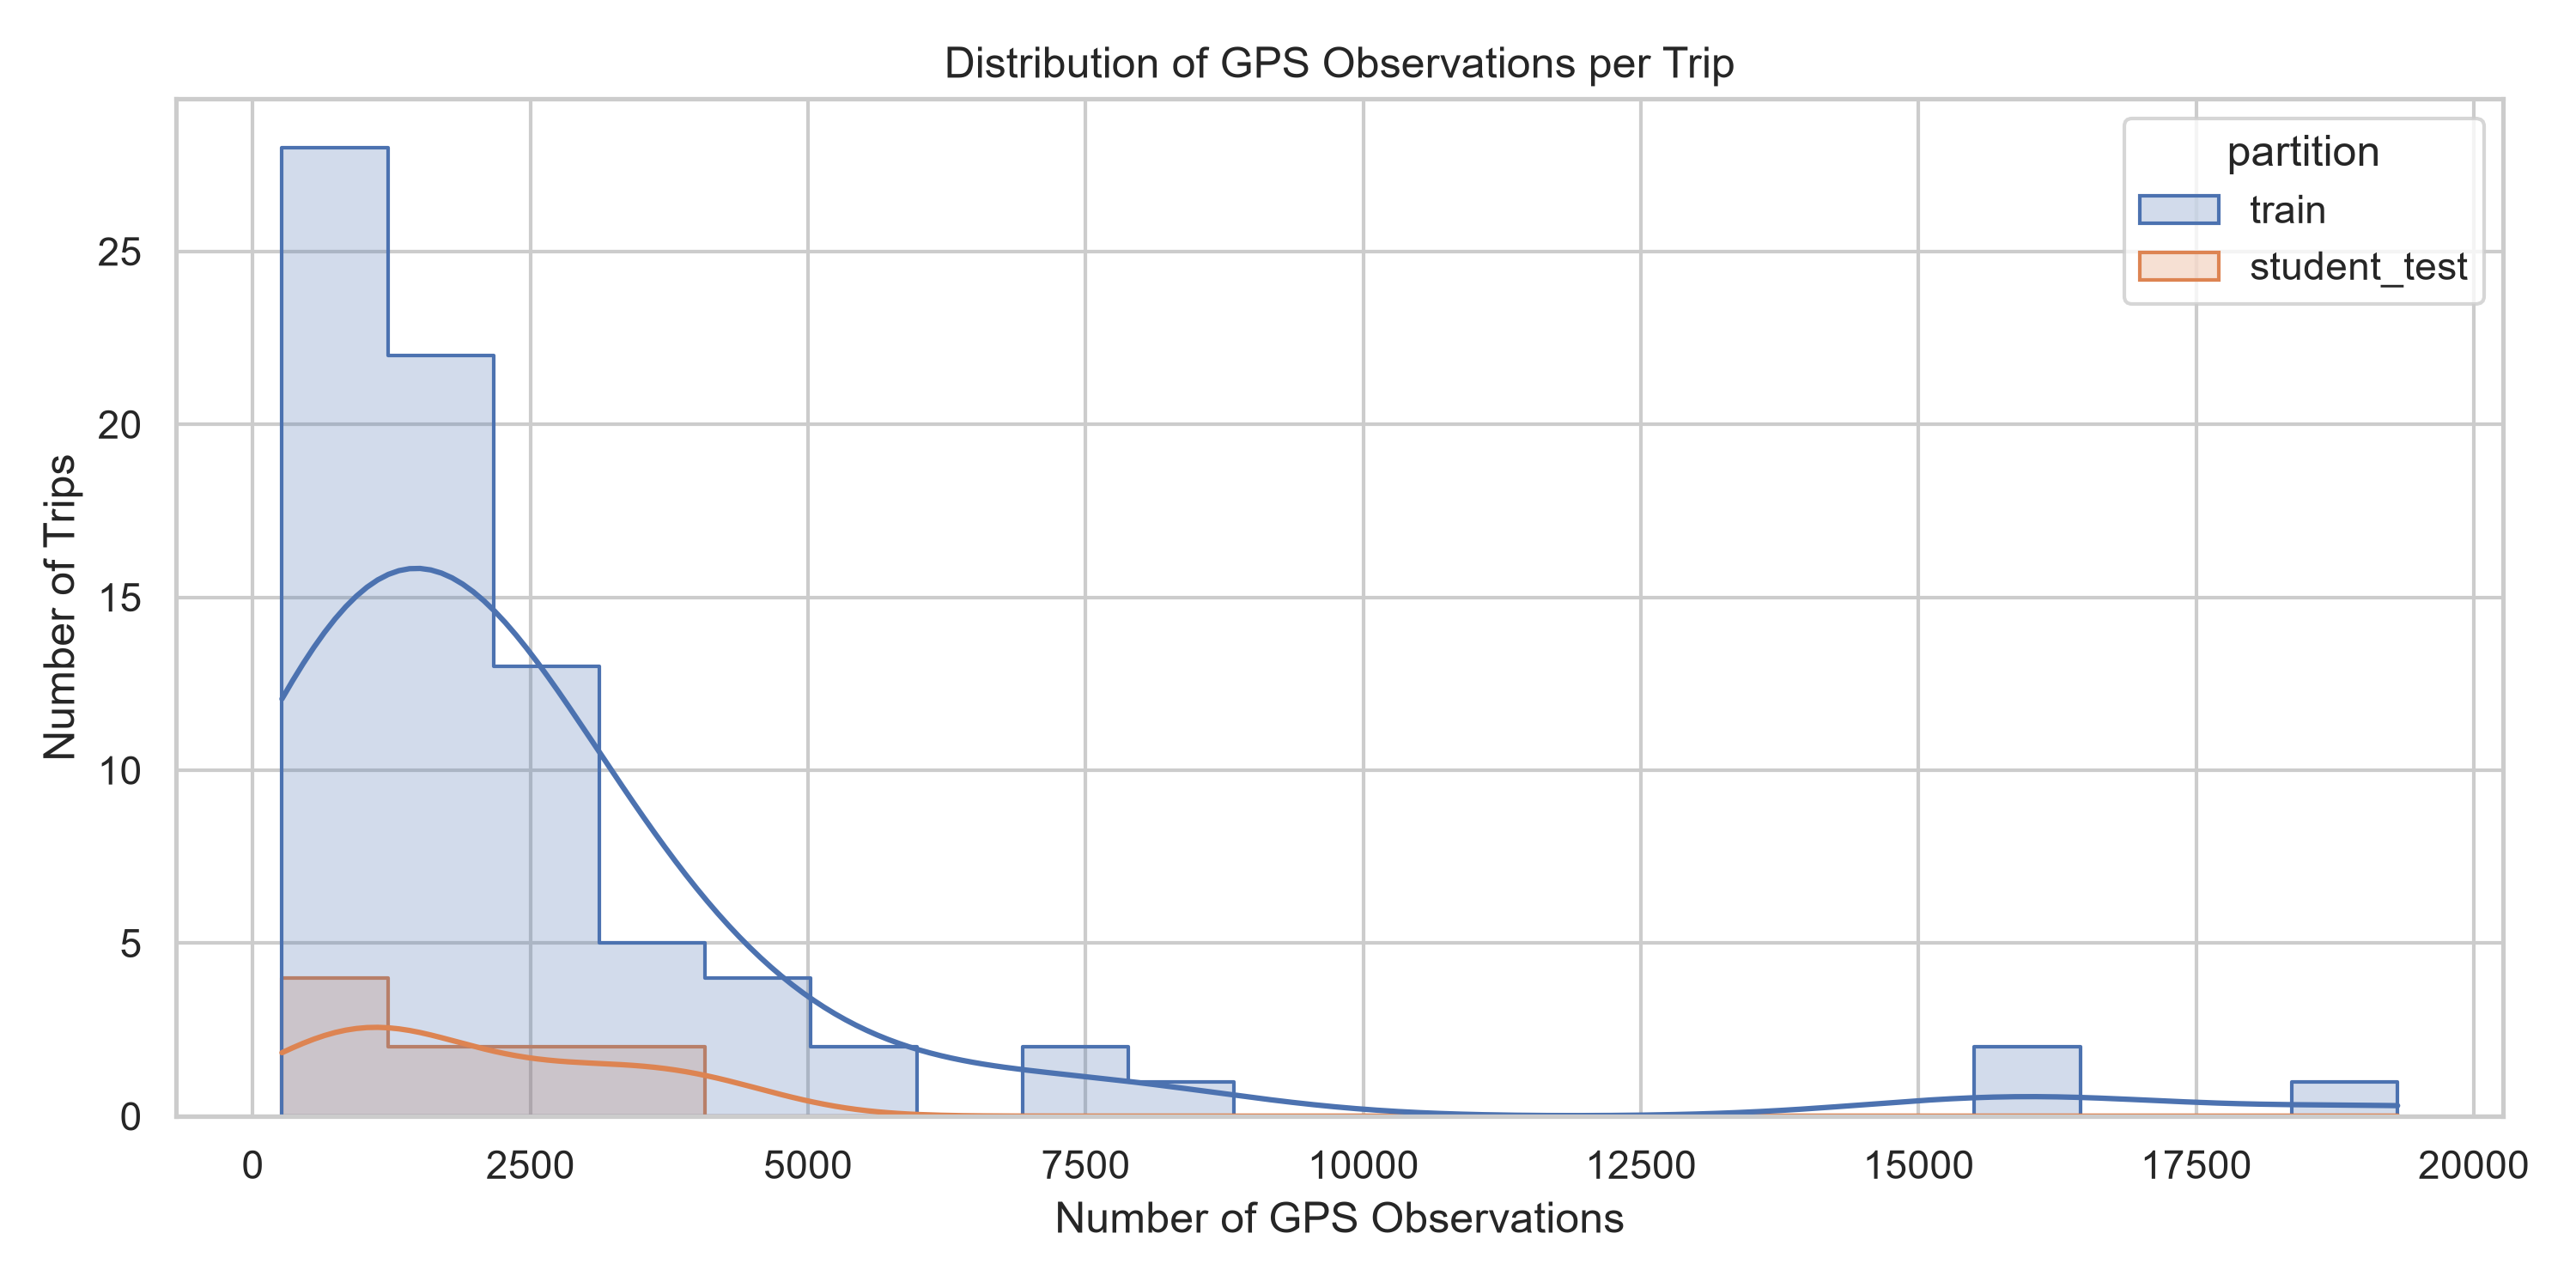 Distribution of GPS Observations per Trip
partition
train
student_test
Number of Trips
25
20
15
10
5
0
0 2500 5000 7500 10000 12500 15000 17500 20000
Number of GPS Observations